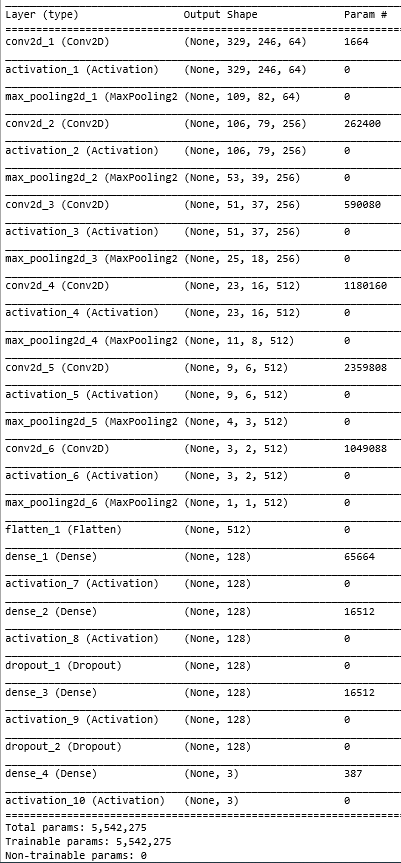 Layer (type) Output Shape Param #
conv2d_1 (Conv2D) (None, 329, 246, 64) 1664
activation_1 (Activation) (None, 329, 246, 64) 0
max_pooling2d_1 (MaxPooling2 (None, 109, 82, 64) 0
conv2d_2 (Conv2D) (None, 106, 79, 256) 262400
activation_2 (Activation) (None, 106, 79, 256) 0
max_pooling2d_2 (MaxPooling2 (None, 53, 39, 256) 0
conv2d_3 (Conv2D) (None, 51, 37, 256) 590080
activation_3 (Activation) (None, 51, 37, 256) 0
max_pooling2d_3 (MaxPooling2 (None, 25, 18, 256) 0
conv2d_4 (Conv2D) (None, 23, 16, 512) 1180160
activation_4 (Activation) (None, 23, 16, 512) 0
max_pooling2d_4 (MaxPooling2 (None, 11, 8, 512) 0
conv2d_5 (Conv2D) (None, 9, 6, 512) 2359808
activation_5 (Activation) (None, 9, 6, 512) 0
max_pooling2d_5 (MaxPooling2 (None, 4, 3, 512) 0
conv2d_6 (Conv2D) (None, 3, 2, 512) 1049088
activation_6 (Activation) (None, 3, 2, 512) 0
max_pooling2d_6 (MaxPooling2 (None, 1, 1, 512) 0
flatten_1 (Flatten) (None, 512) 0
dense_1 (Dense) (None, 128) 65664
activation_7 (Activation) (None, 128) 0
dense_2 (Dense) (None, 128) 16512
activation_8 (Activation) (None, 128) 0
dropout_1 (Dropout) (None, 128) 0
dense_3 (Dense) (None, 128) 16512
activation_9 (Activation) (None, 128) 0
dropout_2 (Dropout) (None, 128) 0
dense_4 (Dense) (None, 3) 387
activation_10 (Activation) (None, 3) 0
Total params: 5,542,275
Trainable params: 5,542,275
Non-trainable params: 0